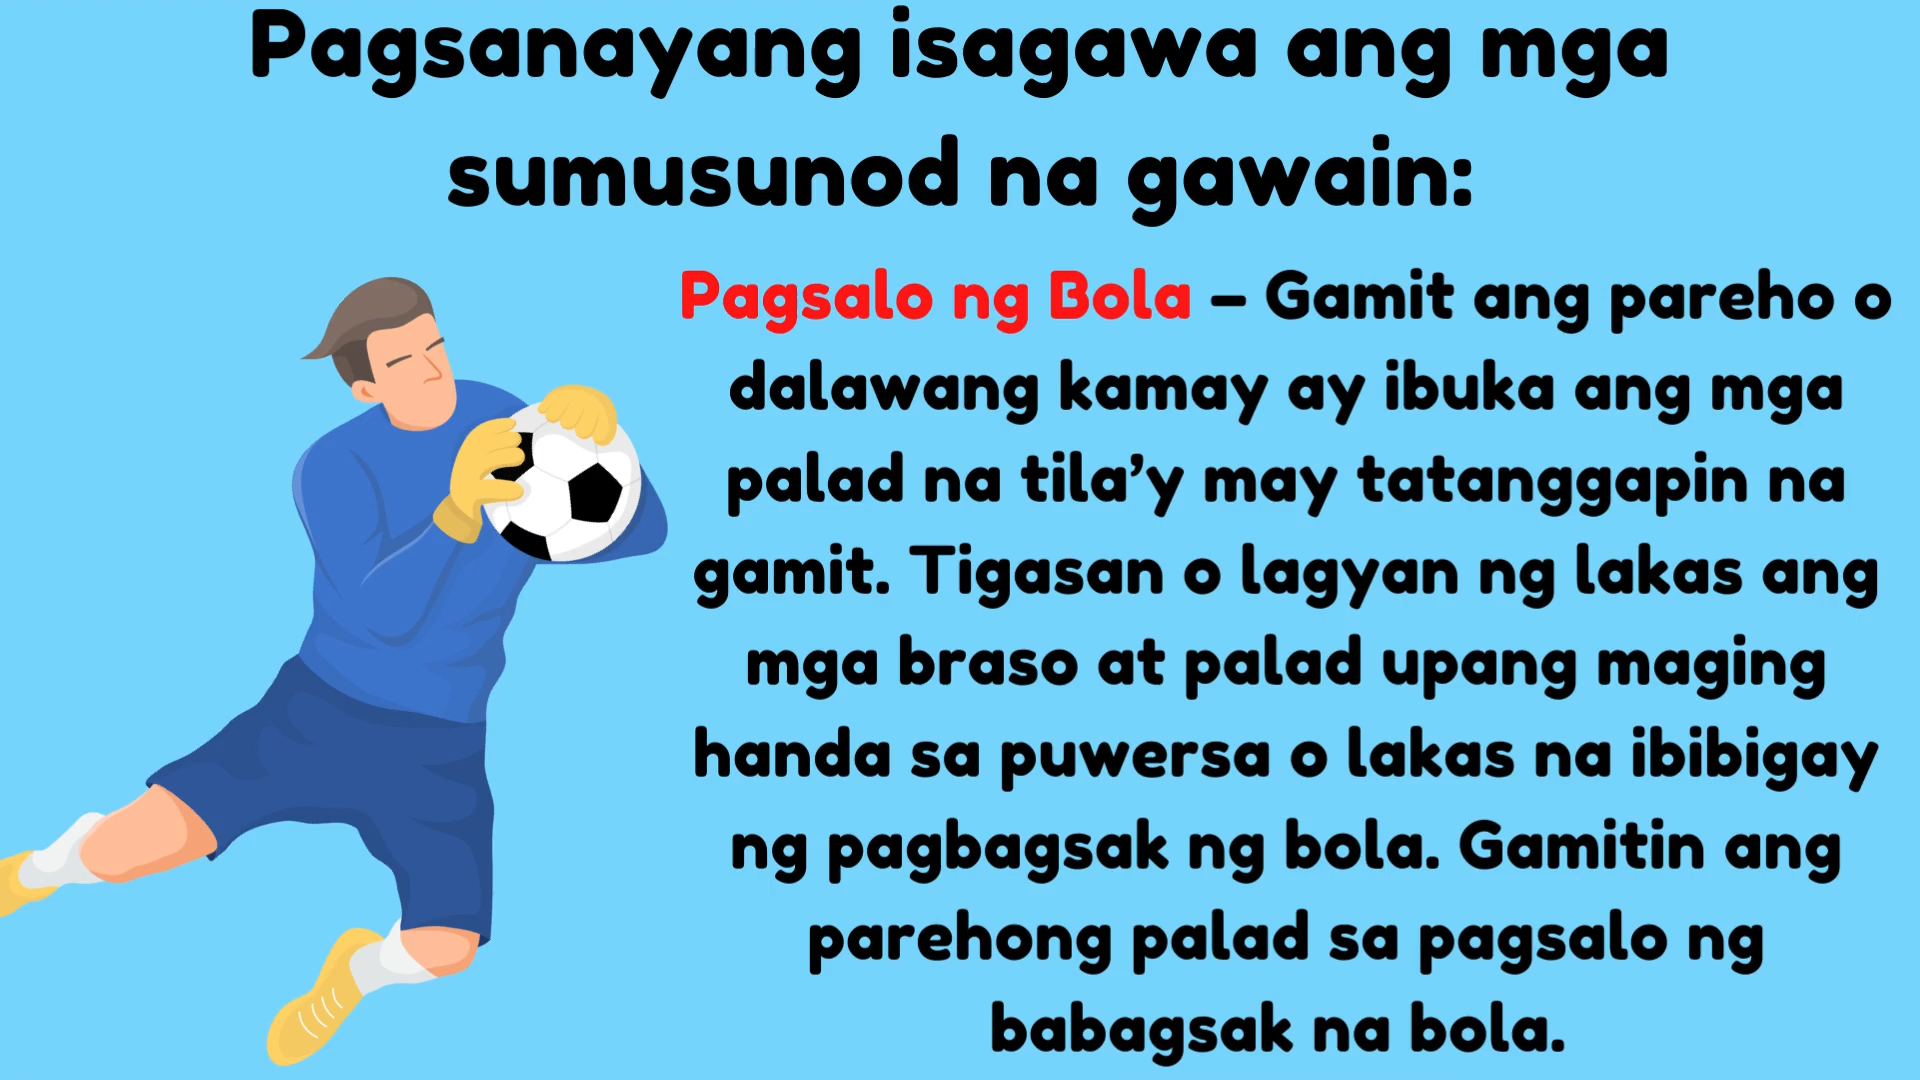 Pagsanayang isagawa ang mga
sumusunod na gawain:
Pagsalo ng Bola – Gamit ang pareho o
dalawang kamay ay ibuka ang mga
palad na tila’y may tatanggapin na
gamit. Tigasan o lagyan ng lakas ang
mga braso at palad upang maging
handa sa puwersa o lakas na ibibigay
ng pagbagsak ng bola. Gamitin ang
parehong palad sa pagsalo ng
babagsak na bola.